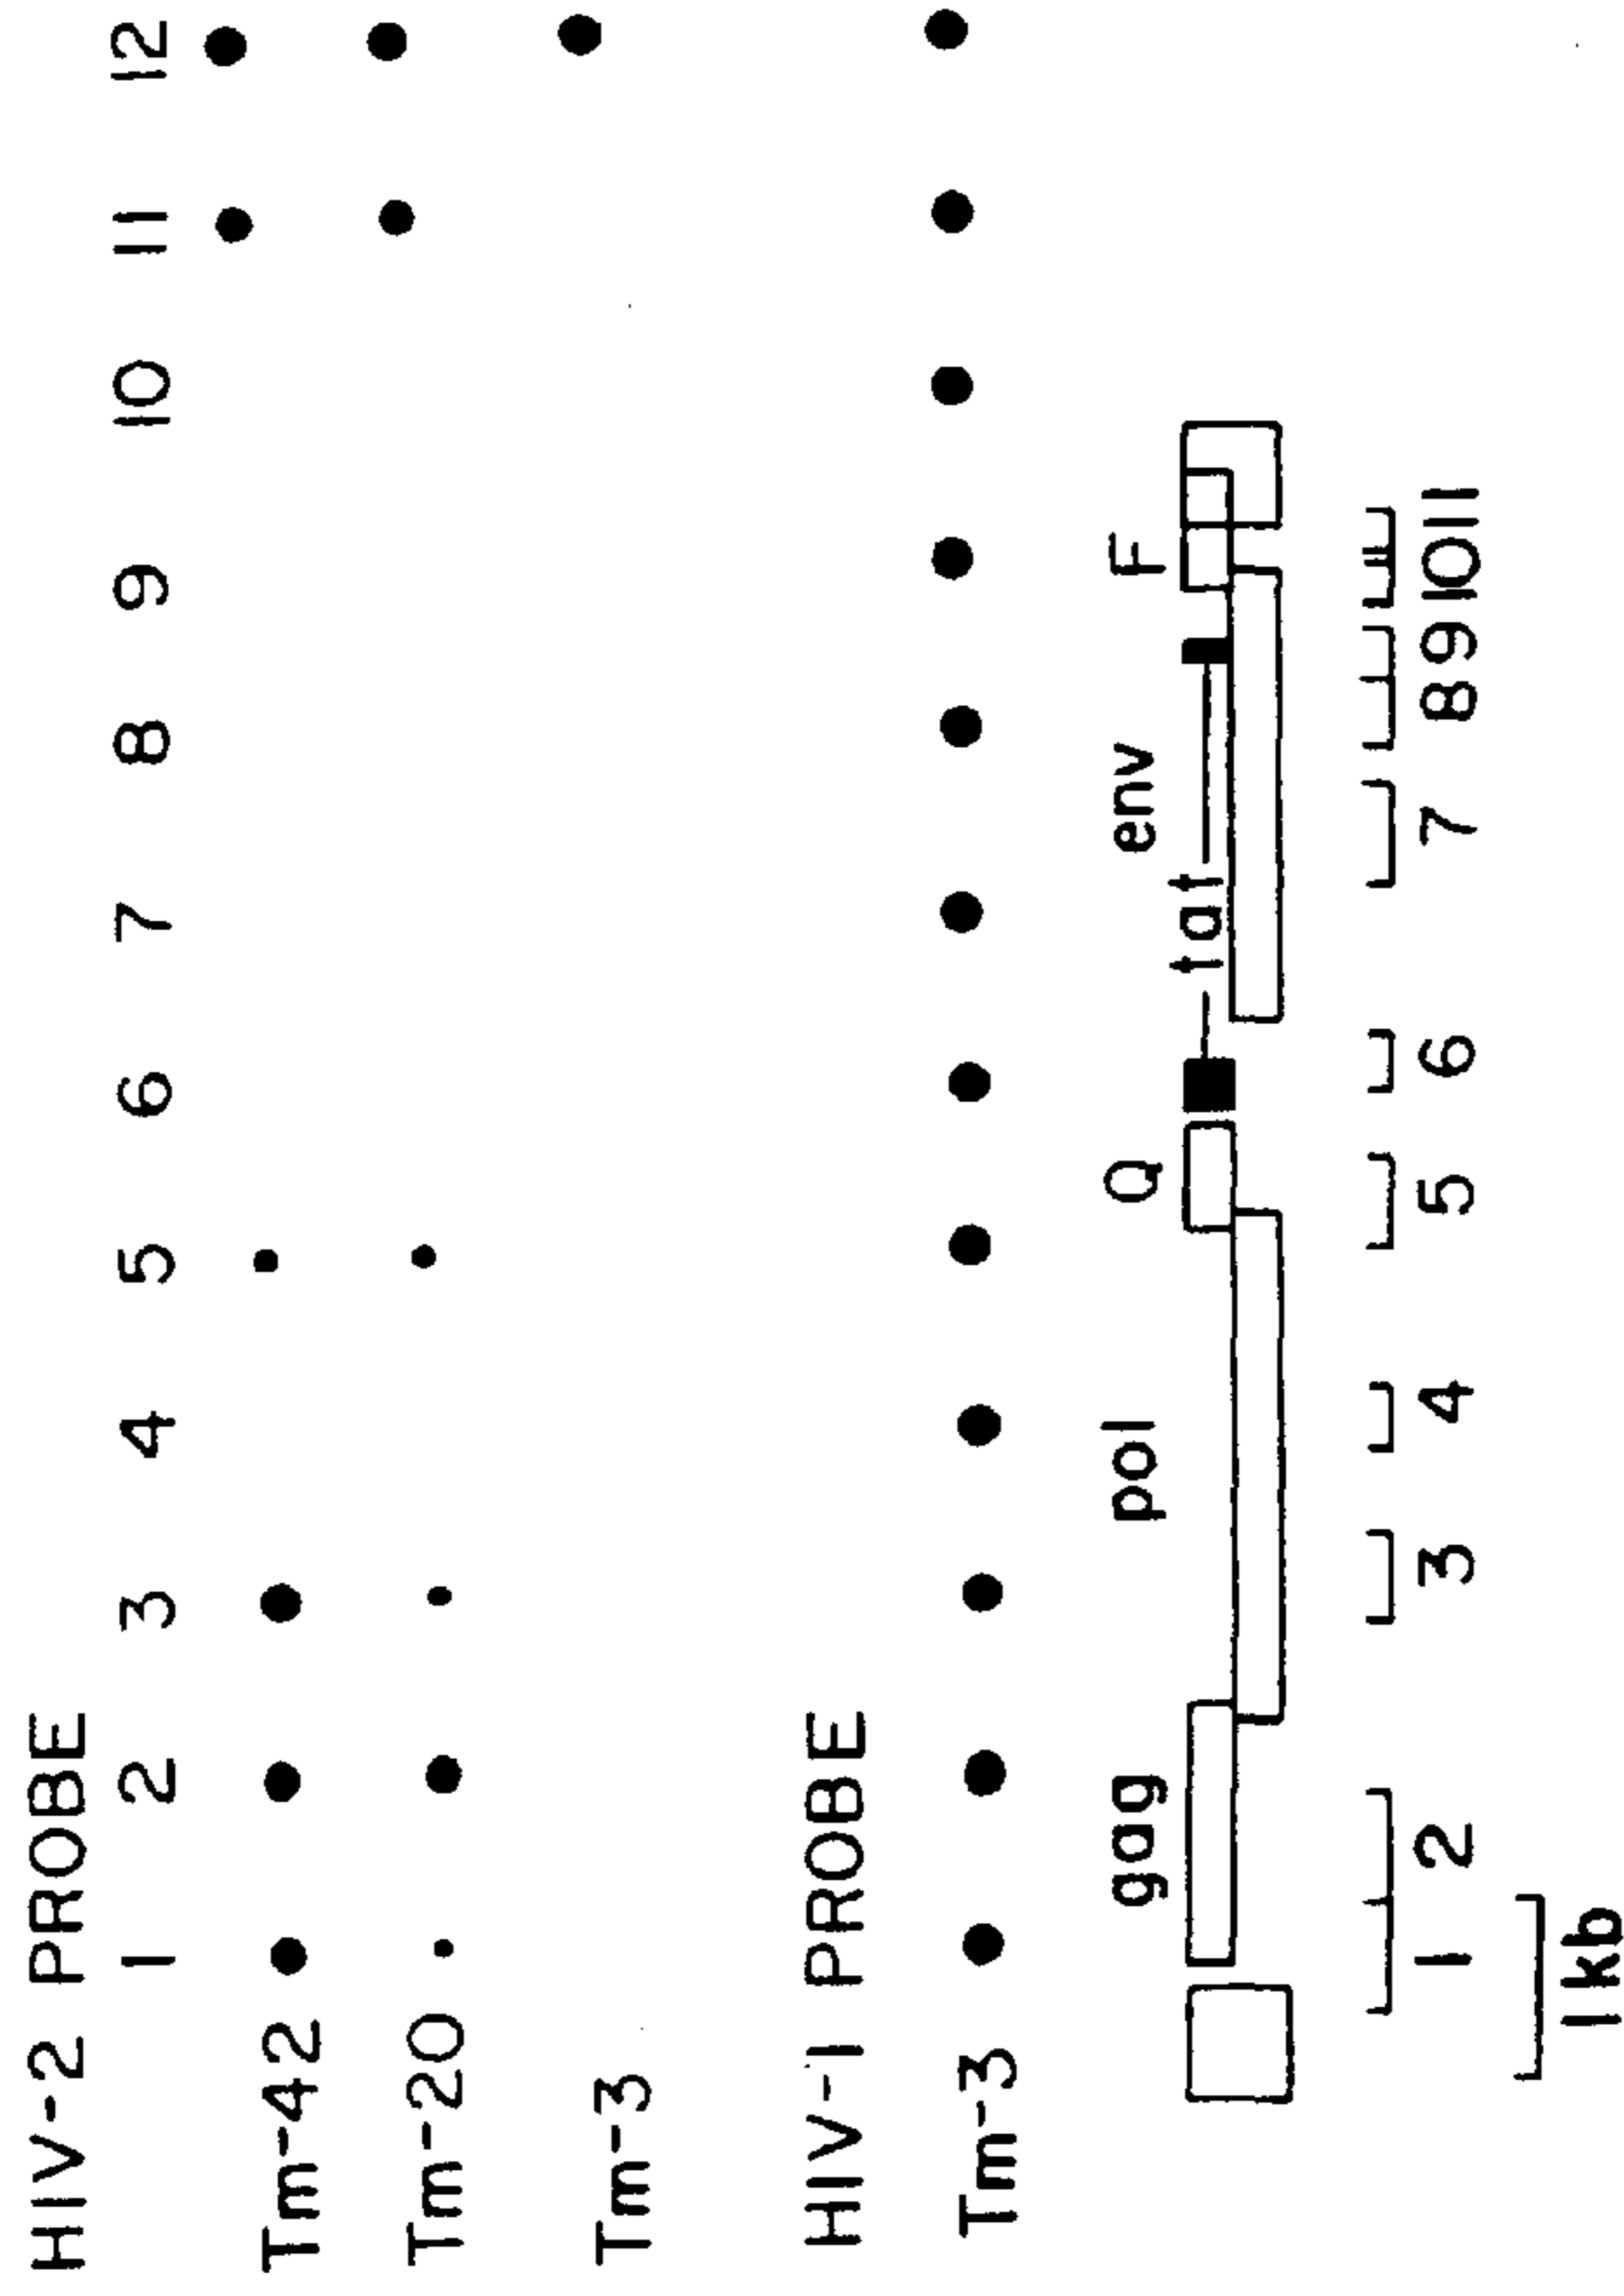 HIV-2 PROBE
1 2 3 4 5 6 7 8 9 10 11 12
Tm-42
Tm-20
Tm-3
HIV-1 PROBE
Tm-3
gag pol Q env F
tat
1 2 3 4 5 6 7 8 9 10 11
1kb